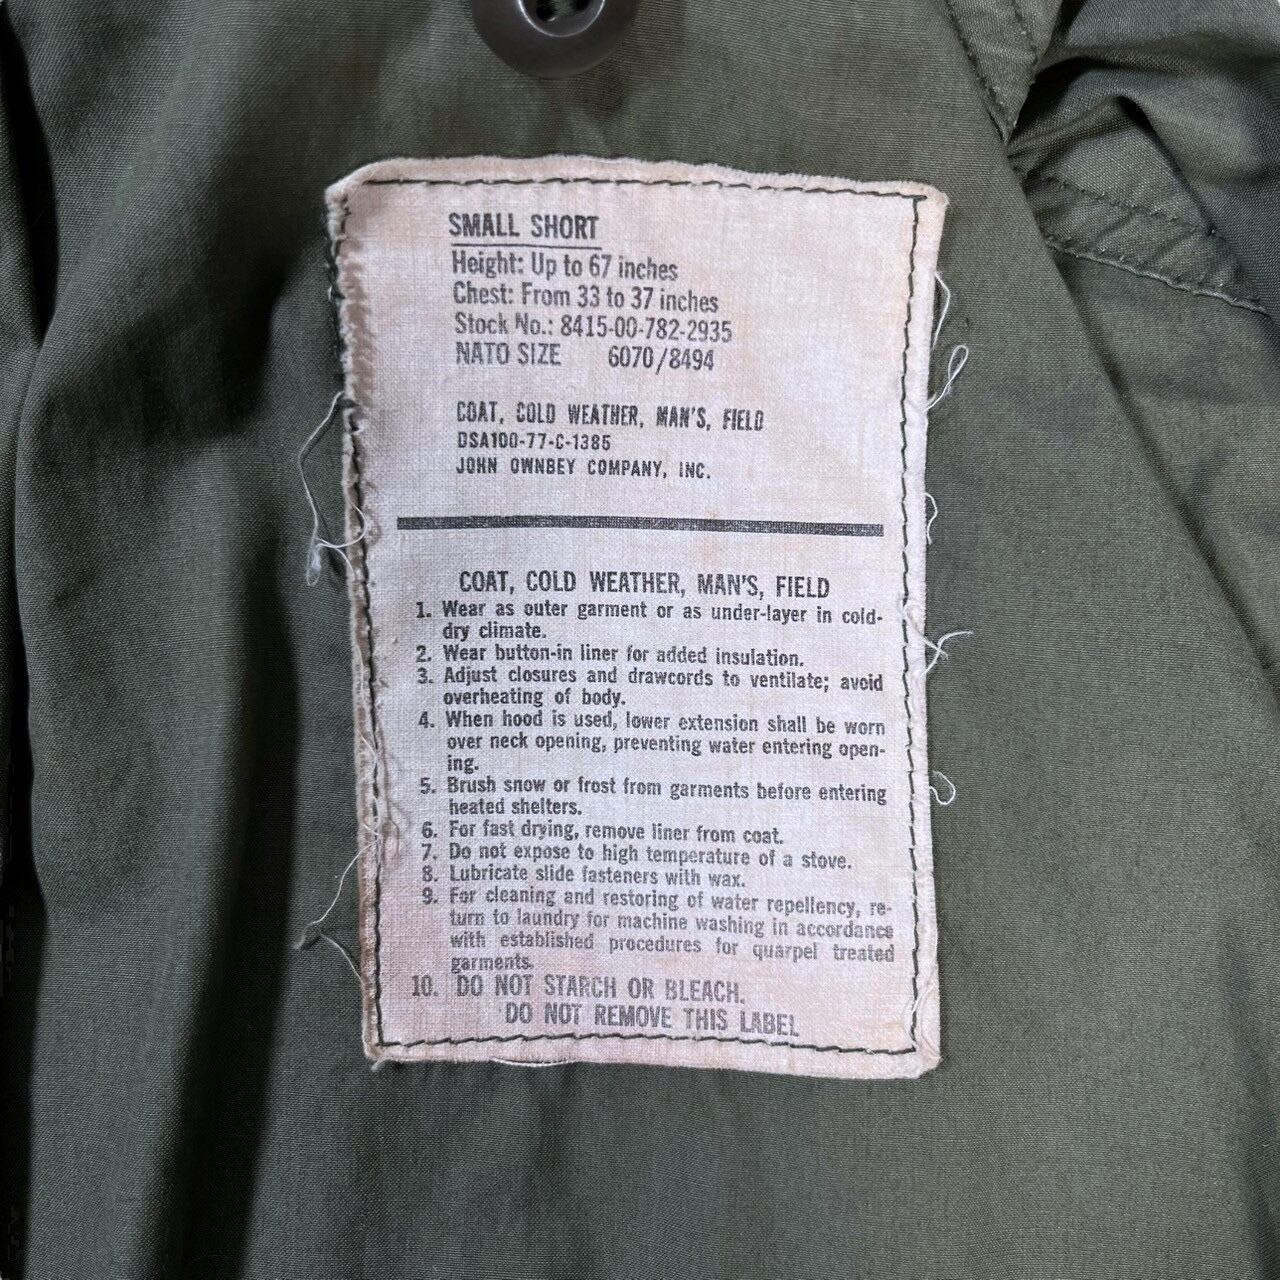 SMALL SHORT
Height: Up to 67 inches
Chest: From 33 to 37 inches
Stock No.: 8415-00-782-2935
NATO SIZE 6070/8494
COAT, COLD WEATHER, MAN'S, FIELD
DSA100-77-C-1385
JOHN OWNBEY COMPANY, INC.
COAT, COLD WEATHER, MAN'S, FIELD
1. Wear as outer garment or as under-layer in cold-
dry climate.
2. Wear button-in liner for added insulation.
3. Adjust closures and drawcords to ventilate; avoid
overheating of body.
4. When hood is used, lower extension shall be worn
over neck opening, preventing water entering open-
ing.
5. Brush snow or frost from garments before entering
heated shelters.
6. For fast drying, remove liner from coat.
7. Do not expose to high temperature of a stove.
8. Lubricate slide fasteners with wax.
9. For cleaning and restoring of water repellency, re-
turn to laundry for machine washing in accordance
with established procedures for quarpel treated
garments.
10. DO NOT STARCH OR BLEACH.
DO NOT REMOVE THIS LABEL